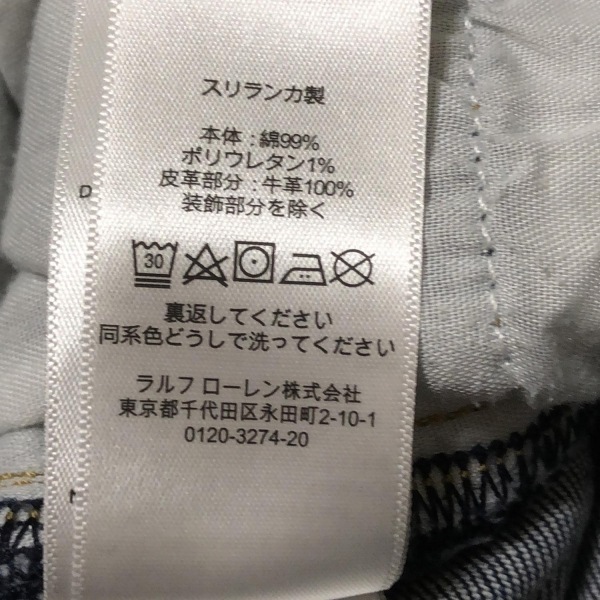 スリランカ製
本体：綿99%
ポリウレタン1%
皮革部分：牛革100%
装飾部分を除く
D
30
裏返してください
同系色どうしで洗ってください
ラルフ ローレン株式会社
東京都千代田区永田町2-10-1
0120-3274-20